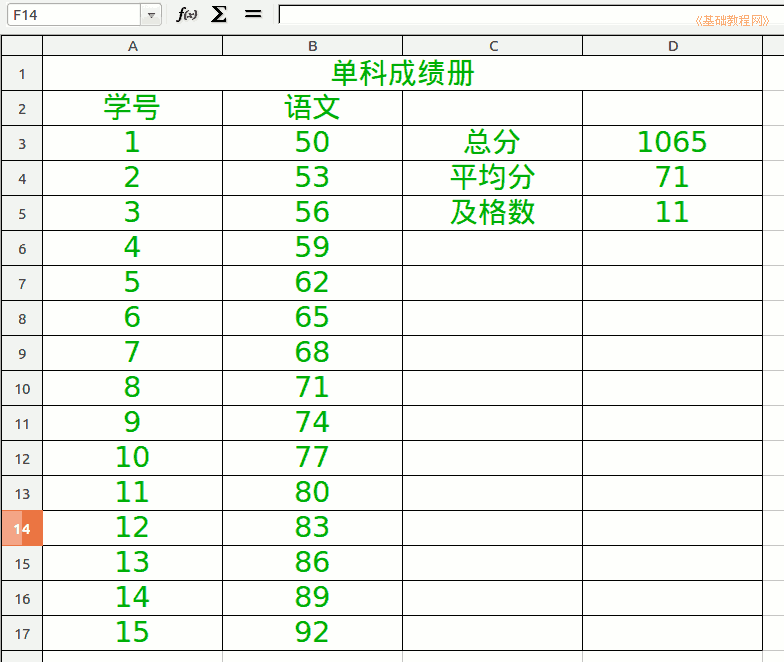 F14 f(x) Σ =
《基础教程网》
A B C D
1 单科成绩册
2 学号 语文
3 1 50 总分 1065
4 2 53 平均分 71
5 3 56 及格数 11
6 4 59
7 5 62
8 6 65
9 7 68
10 8 71
11 9 74
12 10 77
13 11 80
14 12 83
15 13 86
16 14 89
17 15 92